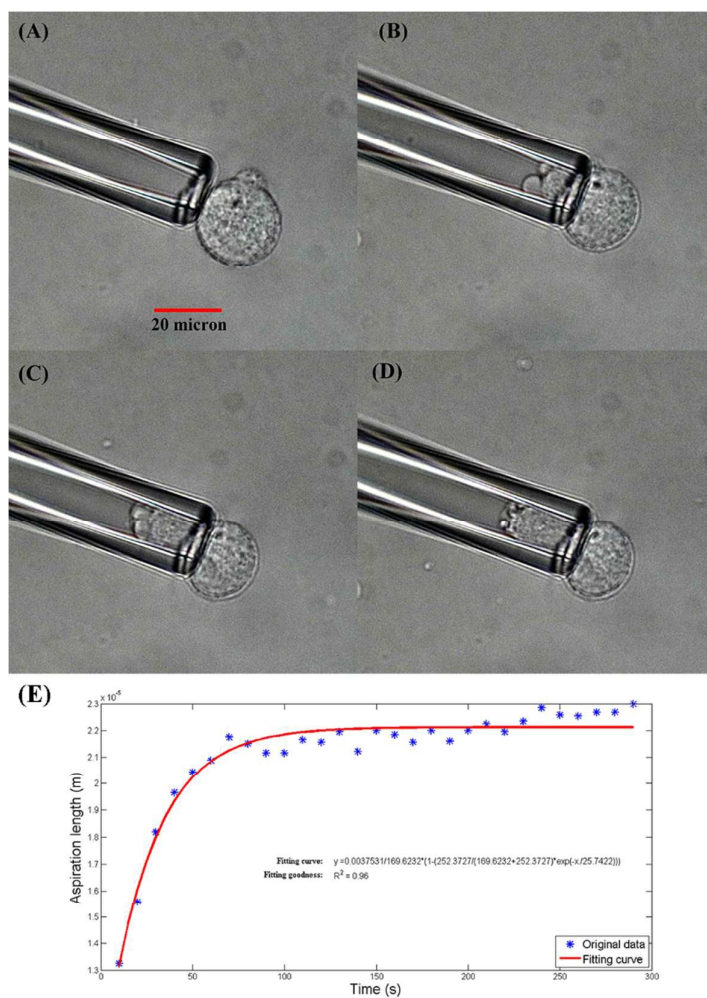 (A)
(B)
20 micron
(C)
(D)
(E)
x 10^-5
2.3
2.2
2.1
2
1.9
1.8
1.7
1.6
1.5
1.4
1.3
Aspiration length (m)
Fitting curve: y =0.0037531/169.6232*(1-(252.3727/(169.6232+252.3727)*exp(-x./25.7422)))
Fitting goodness: R^2 = 0.96
Original data
Fitting curve
0 50 100 150 200 250 300
Time (s)